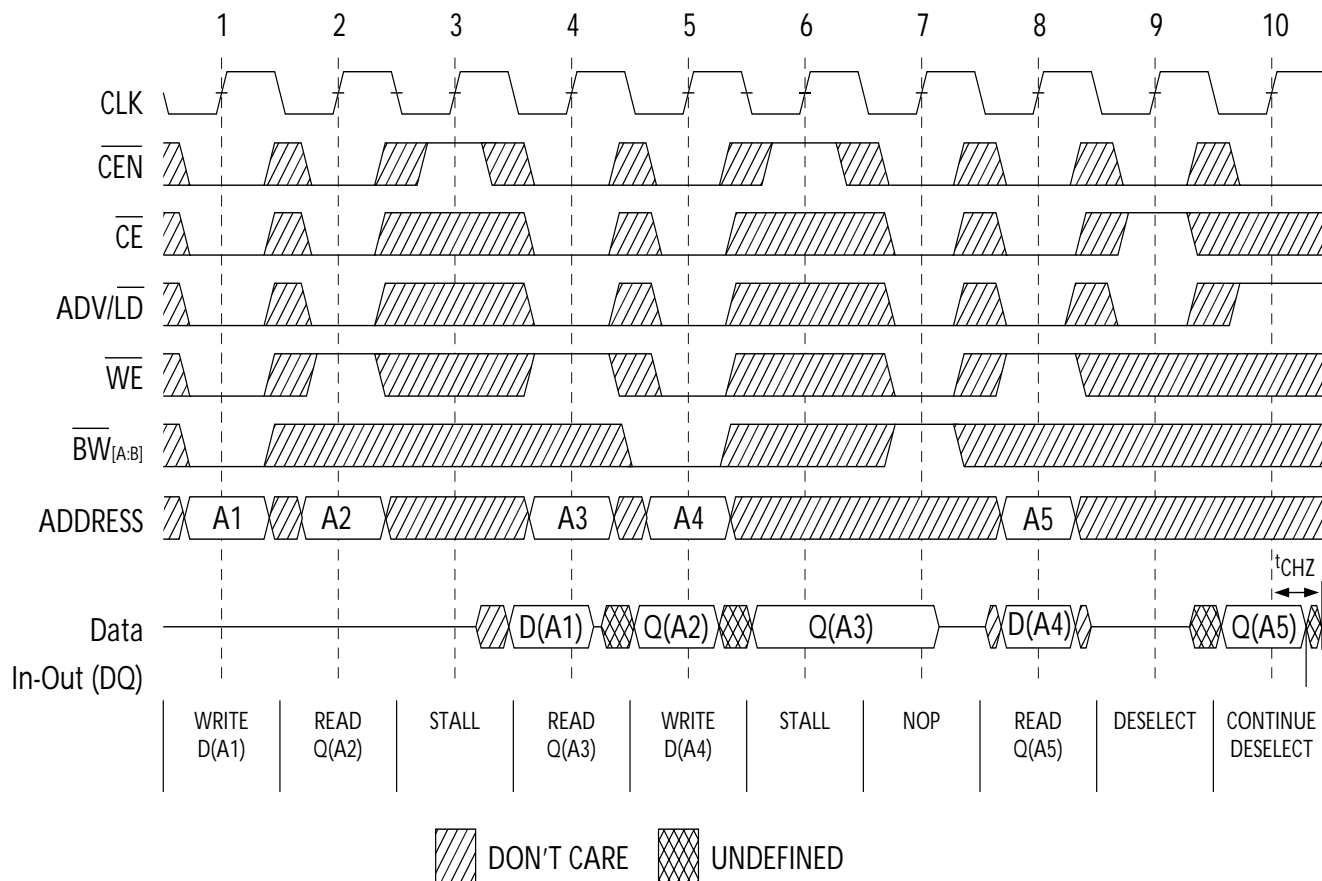 1 2 3 4 5 6 7 8 9 10
CLK
CEN
CE
ADV/LD
WE
BW[A:B]
ADDRESS A1 A2 A3 A4 A5
tCHZ
Data D(A1) Q(A2) Q(A3) D(A4) Q(A5)
In-Out (DQ)
WRITE READ STALL READ WRITE STALL NOP READ DESELECT CONTINUE
D(A1) Q(A2) Q(A3) D(A4) Q(A5) DESELECT
DON'T CARE UNDEFINED